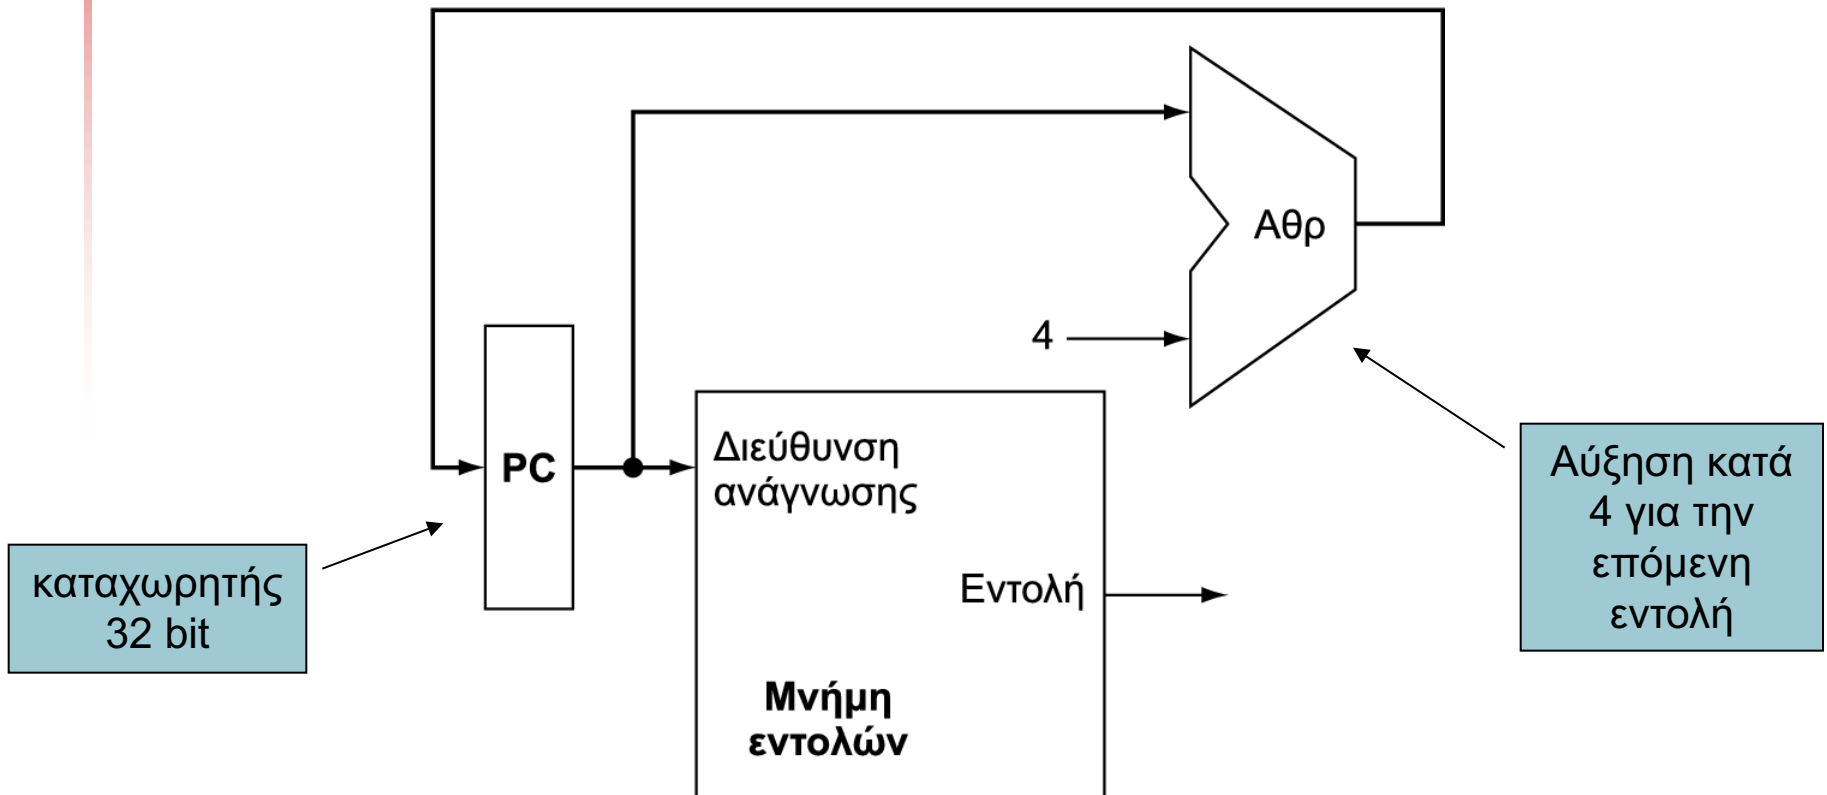 Αθρ
4
PC
Διεύθυνση
ανάγνωσης
Εντολή
Μνήμη
εντολών
καταχωρητής
32 bit
Αύξηση κατά
4 για την
επόμενη
εντολή